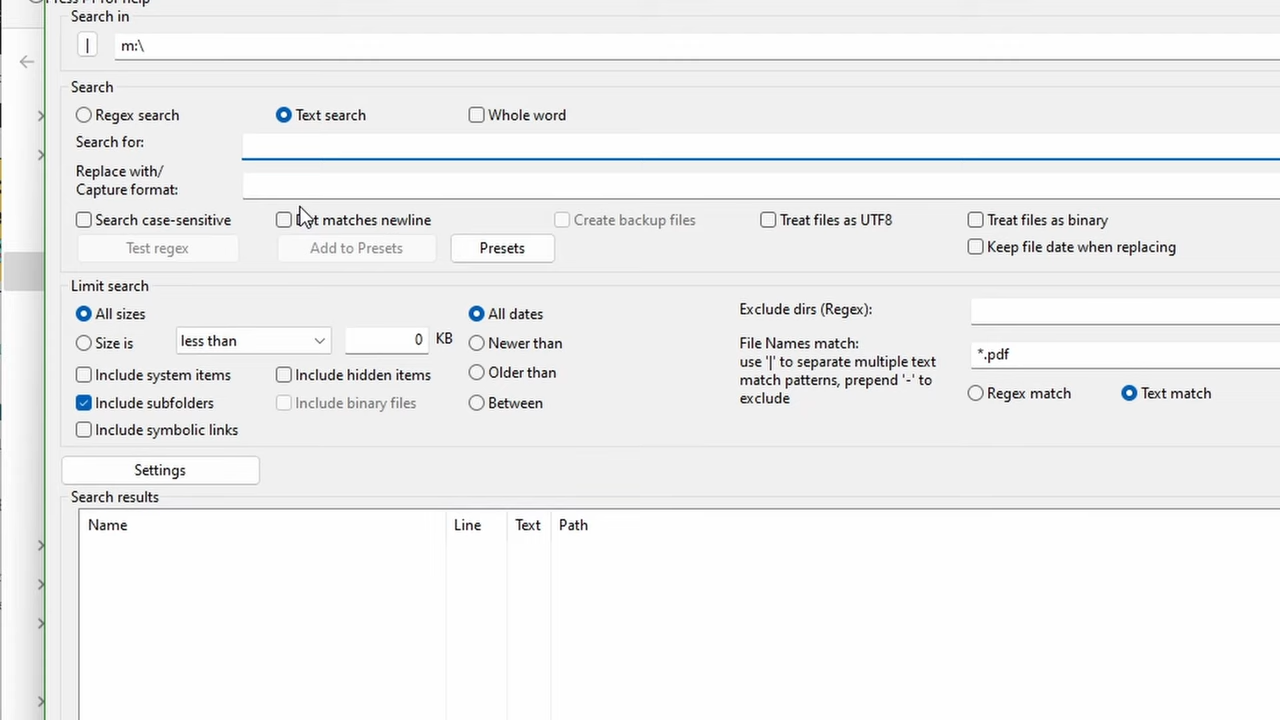 Press F1 for help
Search in
| m:\
Search
Regex search Text search Whole word
Search for:
Replace with/
Capture format:
Search case-sensitive matches newline Create backup files Treat files as UTF8 Treat files as binary
Test regex Add to Presets Presets Keep file date when replacing
Limit search
All sizes All dates Exclude dirs (Regex):
Size is less than 0 KB Newer than File Names match:
use '|' to separate multiple text
match patterns, prepend '-' to
exclude
*.pdf
Include system items Include hidden items Older than
Include subfolders Include binary files Between Regex match Text match
Include symbolic links
Settings
Search results
Name Line Text Path